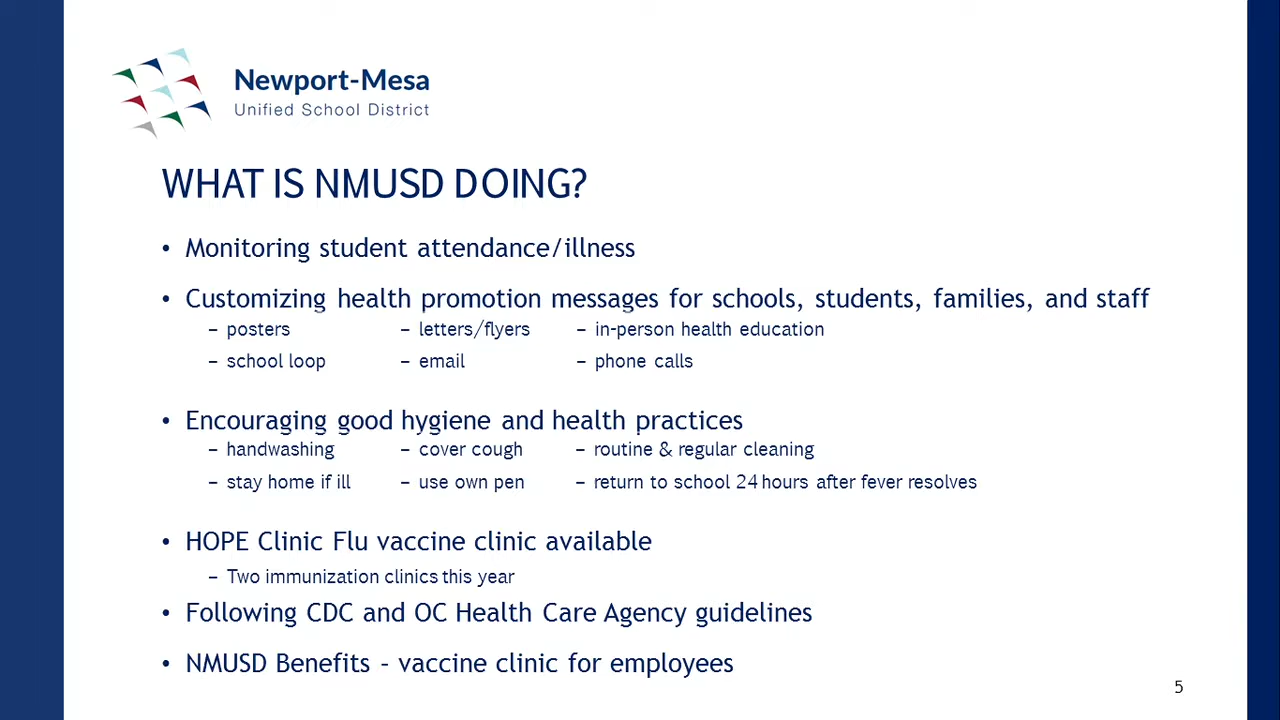 Newport-Mesa
Unified School District
WHAT IS NMUSD DOING?
• Monitoring student attendance/illness
• Customizing health promotion messages for schools, students, families, and staff
– posters – letters/flyers – in-person health education
– school loop – email – phone calls
• Encouraging good hygiene and health practices
– handwashing – cover cough – routine & regular cleaning
– stay home if ill – use own pen – return to school 24 hours after fever resolves
• HOPE Clinic Flu vaccine clinic available
– Two immunization clinics this year
• Following CDC and OC Health Care Agency guidelines
• NMUSD Benefits – vaccine clinic for employees
5